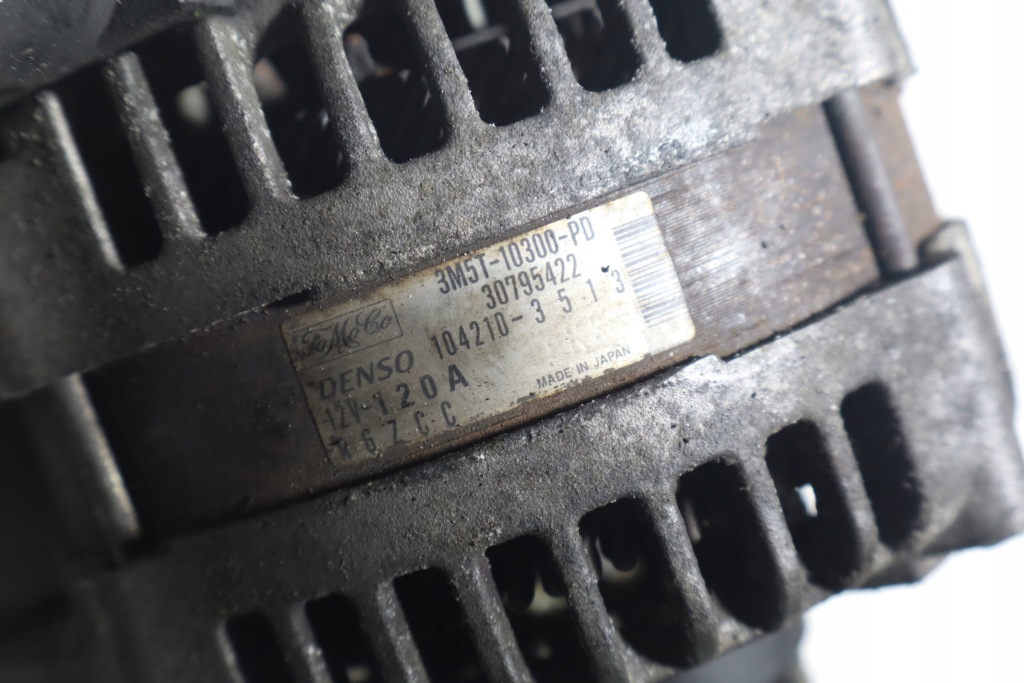 3M5T-10300-PD
30795422
104210-3513
FoMoCo
DENSO
12V-120A
MADE IN JAPAN